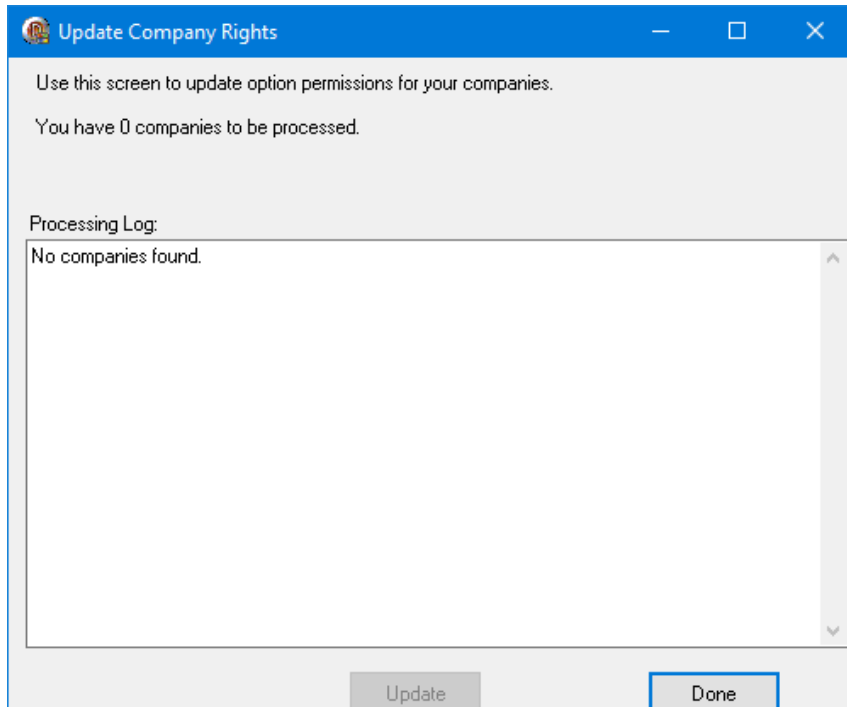 Update Company Rights
Use this screen to update option permissions for your companies.
You have 0 companies to be processed.
Processing Log:
No companies found.
Update
Done